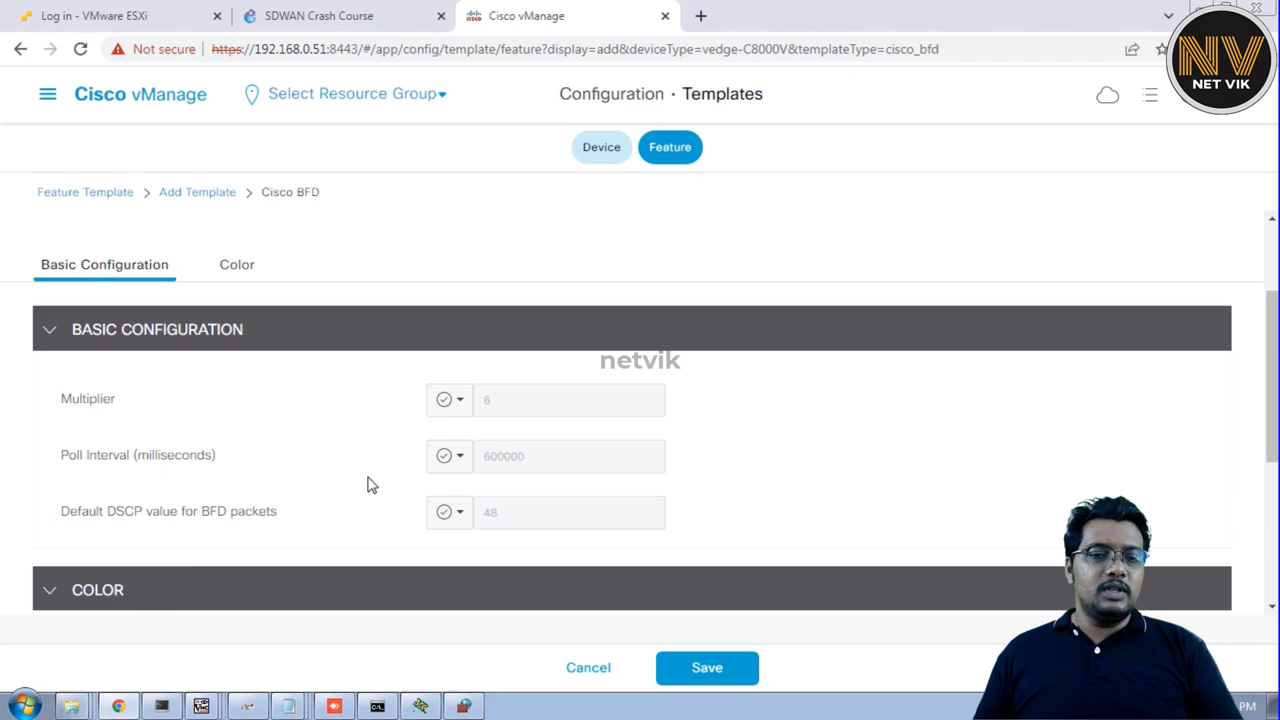 Log in - VMware ESXi
SDWAN Crash Course
Cisco vManage
Not secure
https://192.168.0.51:8443/#/app/config/template/feature?display=add&deviceType=vedge-C8000V&templateType=cisco_bfd
NV
NET VIK
Cisco vManage
Select Resource Group
Configuration · Templates
Device
Feature
Feature Template > Add Template > Cisco BFD
Basic Configuration
Color
BASIC CONFIGURATION
netvik
Multiplier
6
Poll Interval (milliseconds)
600000
Default DSCP value for BFD packets
48
COLOR
Cancel
Save
PM